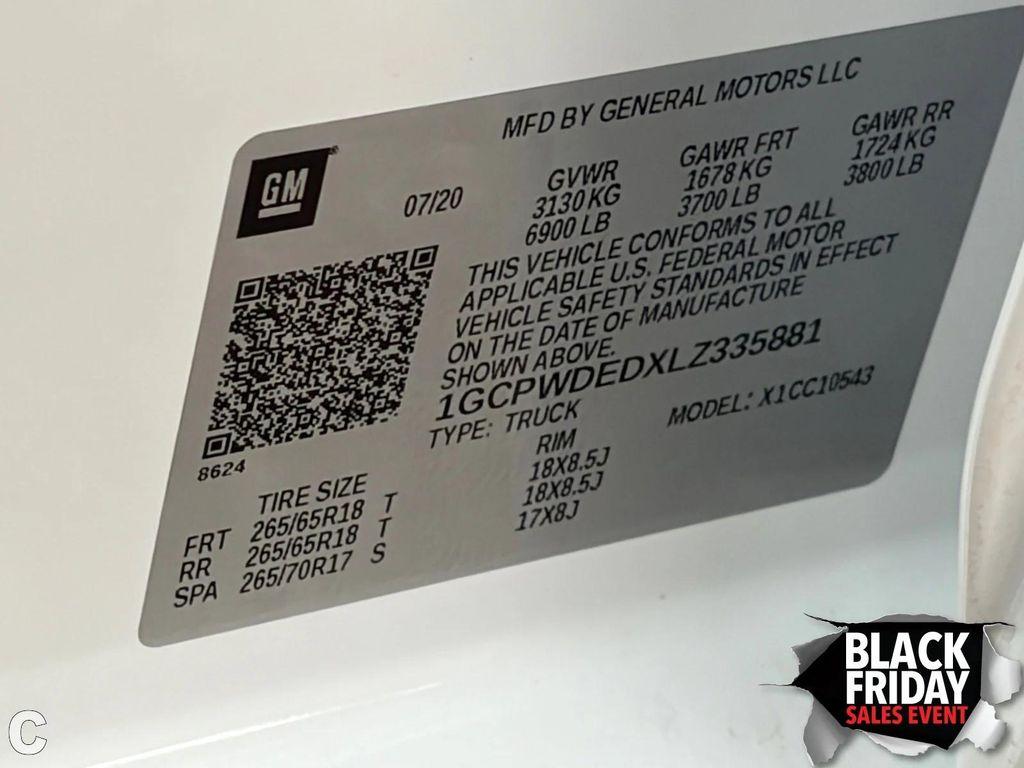 MFD BY GENERAL MOTORS LLC
GM
07/20
GVWR GAWR FRT GAWR RR
3130 KG 1678 KG 1724 KG
6900 LB 3700 LB 3800 LB
THIS VEHICLE CONFORMS TO ALL
APPLICABLE U.S. FEDERAL MOTOR
VEHICLE SAFETY STANDARDS IN EFFECT
ON THE DATE OF MANUFACTURE
SHOWN ABOVE.
1GCPWDEDXLZ335881
TYPE: TRUCK MODEL: X1CC10543
8624
TIRE SIZE RIM
FRT 265/65R18 T 18X8.5J
RR 265/65R18 T 18X8.5J
SPA 265/70R17 S 17X8J
BLACK
FRIDAY
SALES EVENT
C